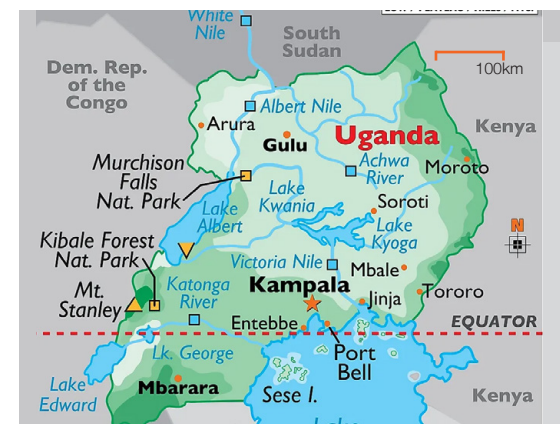 White
Nile
South
Sudan
Dem. Rep.
of the
Congo
100km
Albert Nile
Arura
Gulu
Uganda
Kenya
Murchison
Falls
Nat. Park
Achwa
River
Moroto
Lake
Kwania
Soroti
Lake
Albert
Lake
Kyoga
N
Kibale Forest
Nat. Park
Victoria Nile
Mbale
Mt.
Stanley
Katonga
River
Kampala
Jinja
Tororo
Entebbe
EQUATOR
Port
Bell
Lk. George
Lake
Edward
Mbarara
Sese I.
Kenya
Lake